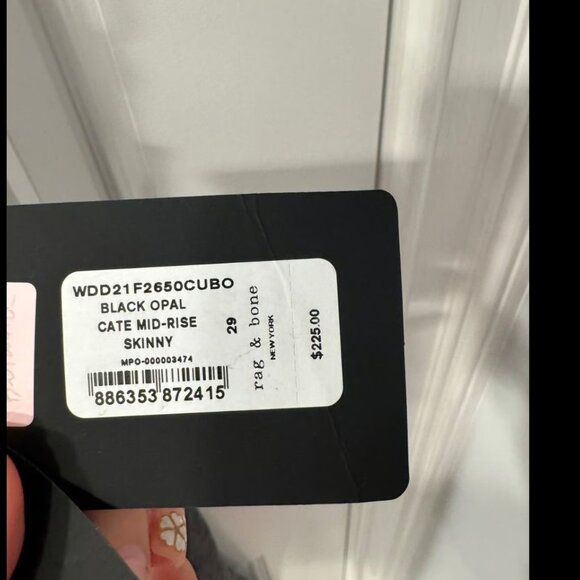 WDD21F2650CUBO
BLACK OPAL
CATE MID-RISE
SKINNY
MPO-000003474
886353 872415
29
rag & bone
NEW YORK
$225.00